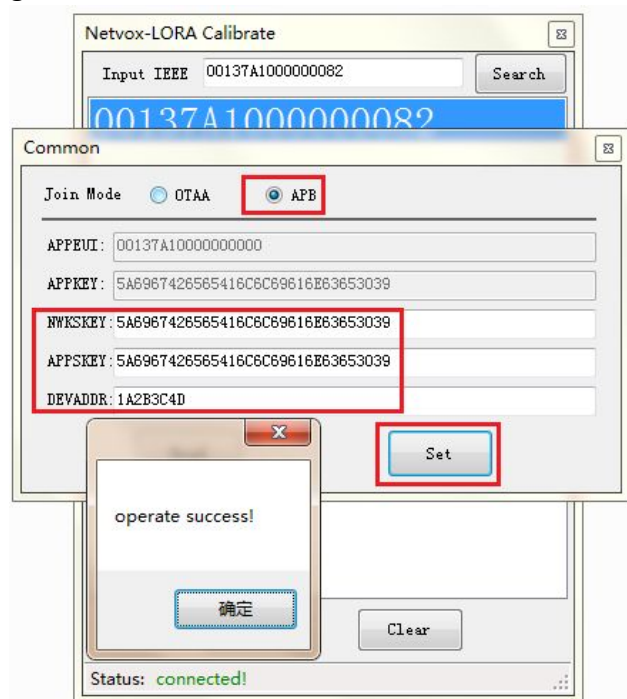 Netvox-LORA Calibrate
Input IEEE 00137A1000000082 Search
00137A1000000082
Common
Join Mode OTAA APB
APPEUI: 00137A10000000000
APPKEY: 5A6967426565416C6C69616E63653039
NWKSKEY: 5A6967426565416C6C69616E63653039
APPSKEY: 5A6967426565416C6C69616E63653039
DEVADDR: 1A2B3C4D
Set
operate success!
确定
Clear
Status: connected!